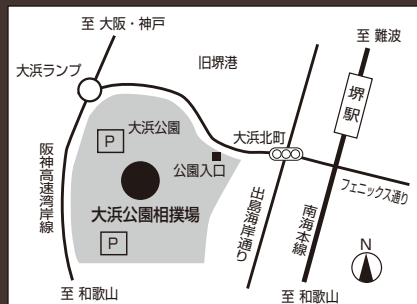 至 大阪・神戸
至 難波
旧堺港
大浜ランプ
堺駅
大浜公園
P
大浜北町
公園入口
フェニックス通り
阪神高速湾岸線
大浜公園相撲場
出島海岸通り
南海本線
P
N
至 和歌山
至 和歌山